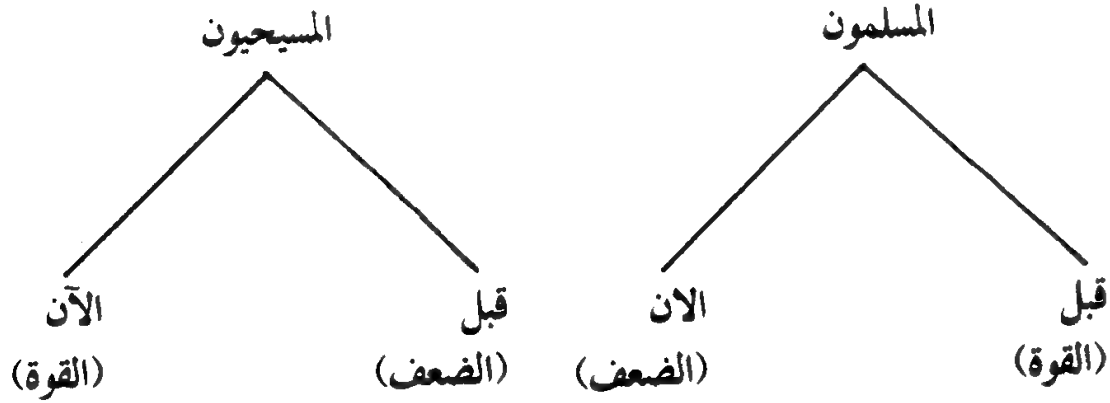 المسلمون
المسيحيون
قبل
الان
قبل
الآن
(القوة)
(الضعف)
(الضعف)
(القوة)